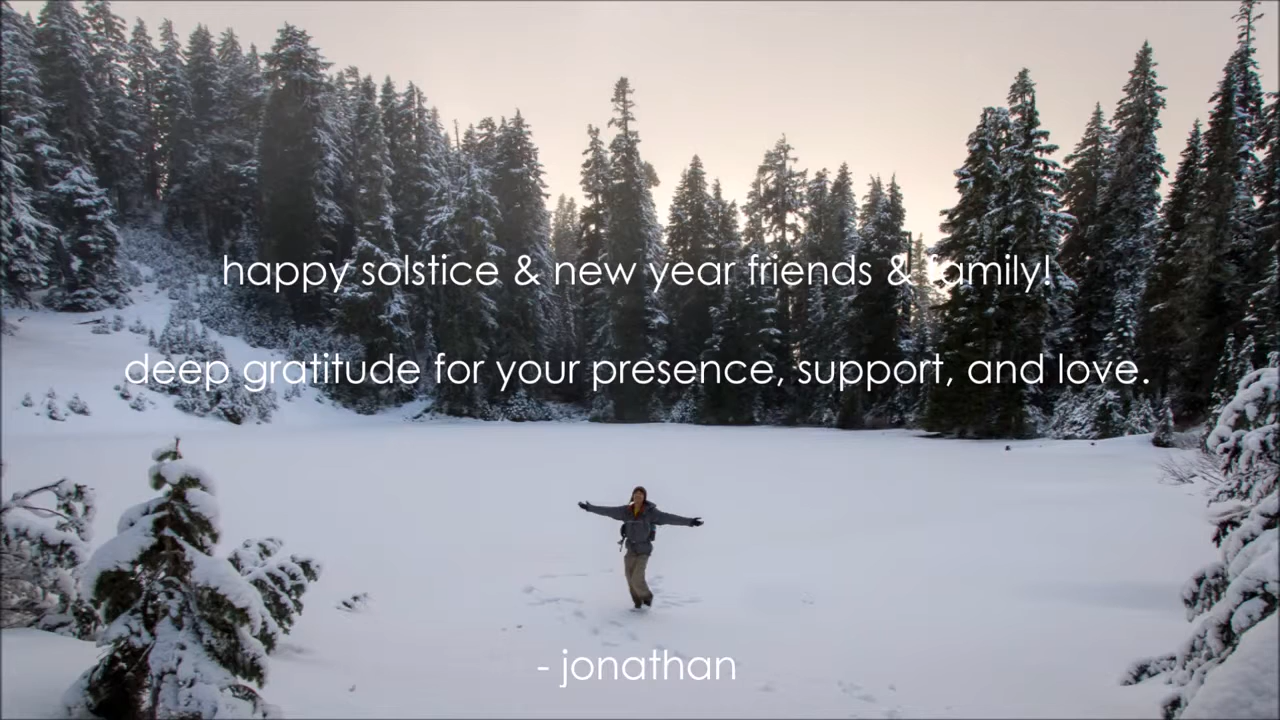 happy solstice & new year friends & family!
deep gratitude for your presence, support, and love.
- jonathan